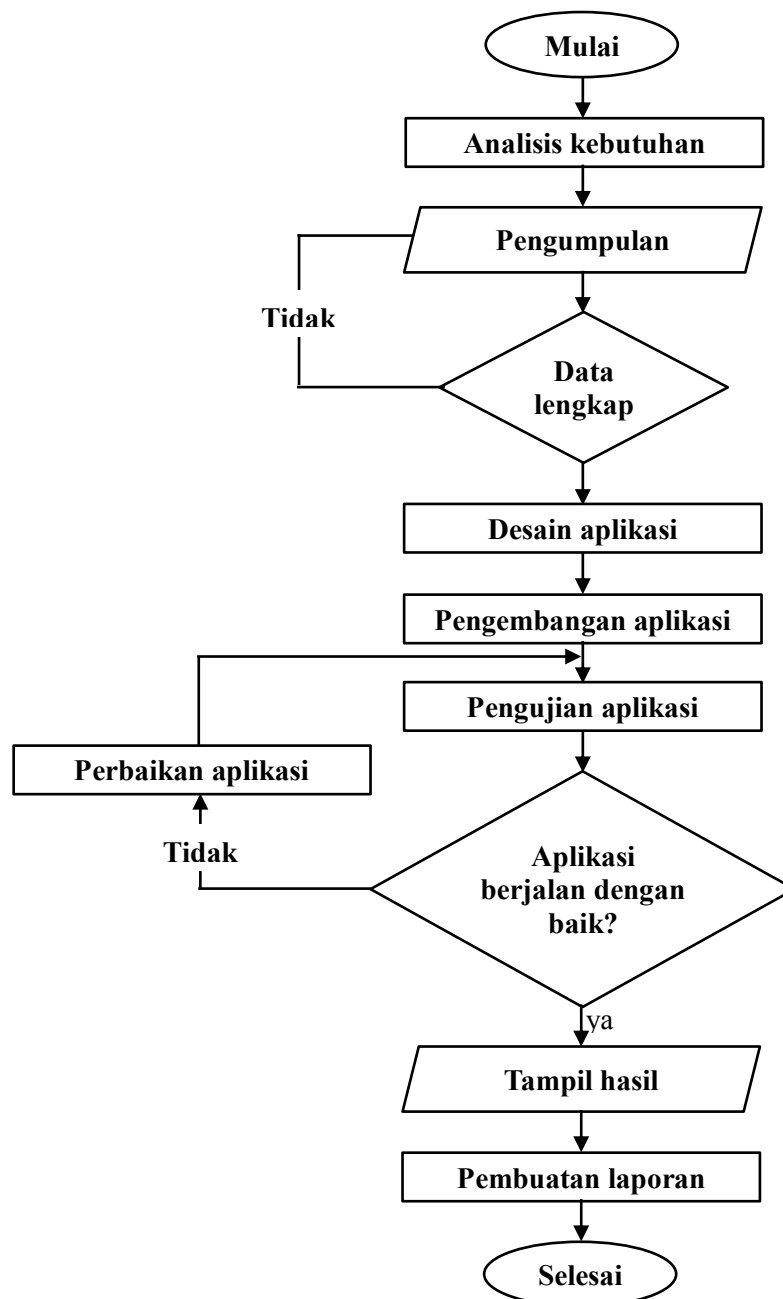 Mulai
Analisis kebutuhan
Pengumpulan
Tidak
Data
lengkap
Desain aplikasi
Pengembangan aplikasi
Pengujian aplikasi
Perbaikan aplikasi
Tidak
Aplikasi
berjalan dengan
baik?
ya
Tampil hasil
Pembuatan laporan
Selesai